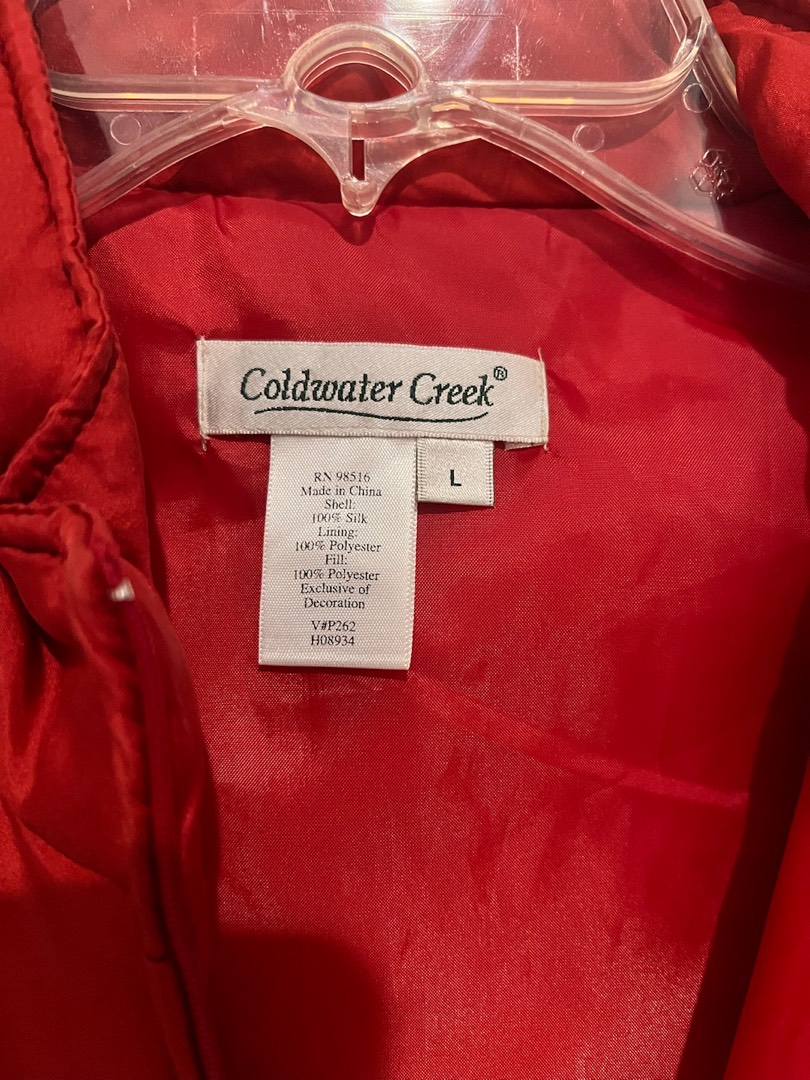 Coldwater Creek®
L
RN 98516
Made in China
Shell:
100% Silk
Lining:
100% Polyester
Fill:
100% Polyester
Exclusive of
Decoration
V#P262
H08934